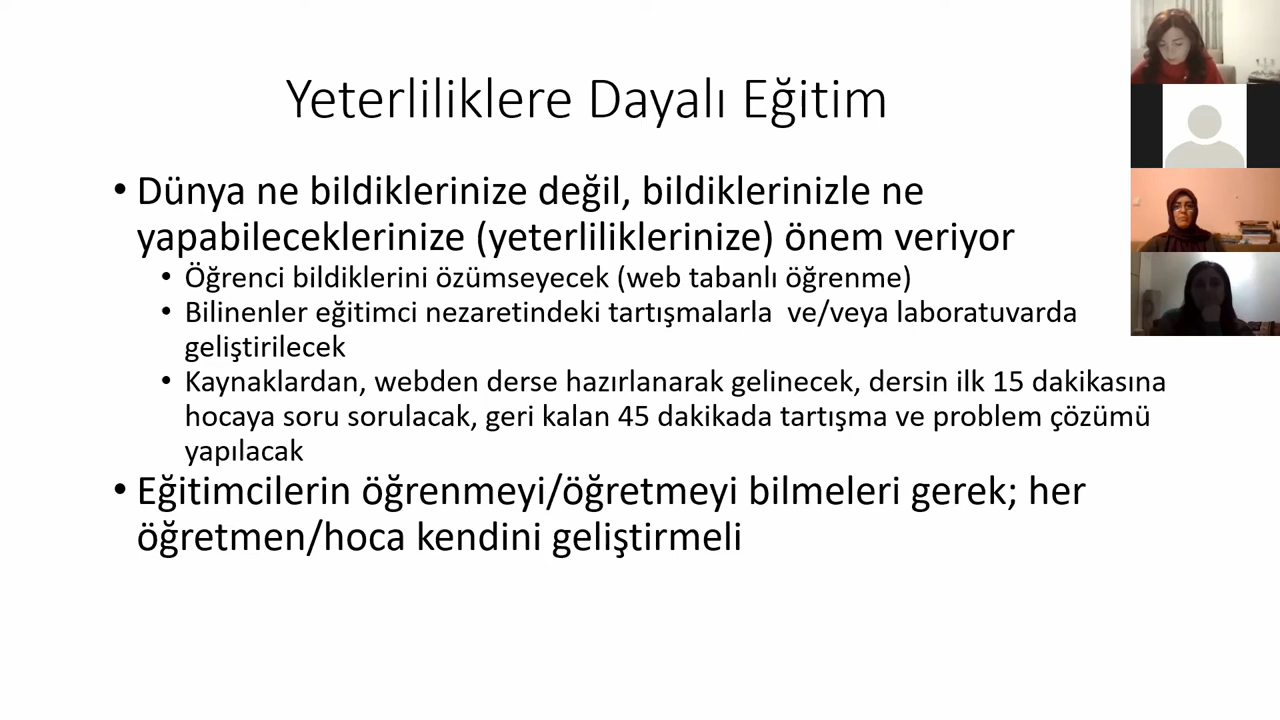 Yeterliliklere Dayalı Eğitim
• Dünya ne bildiklerinize değil, bildiklerinizle ne
yapabileceklerinize (yeterliliklerinize) önem veriyor
• Öğrenci bildiklerini özümseyecek (web tabanlı öğrenme)
• Bilinenler eğitimci nezaretindeki tartışmalarla ve/veya laboratuvarda
geliştirilecek
• Kaynaklardan, webden derse hazırlanarak gelinecek, dersin ilk 15 dakikasına
hocaya soru sorulacak, geri kalan 45 dakikada tartışma ve problem çözümü
yapılacak
• Eğitimcilerin öğrenmeyi/öğretmeyi bilmeleri gerek; her
öğretmen/hoca kendini geliştirmeli